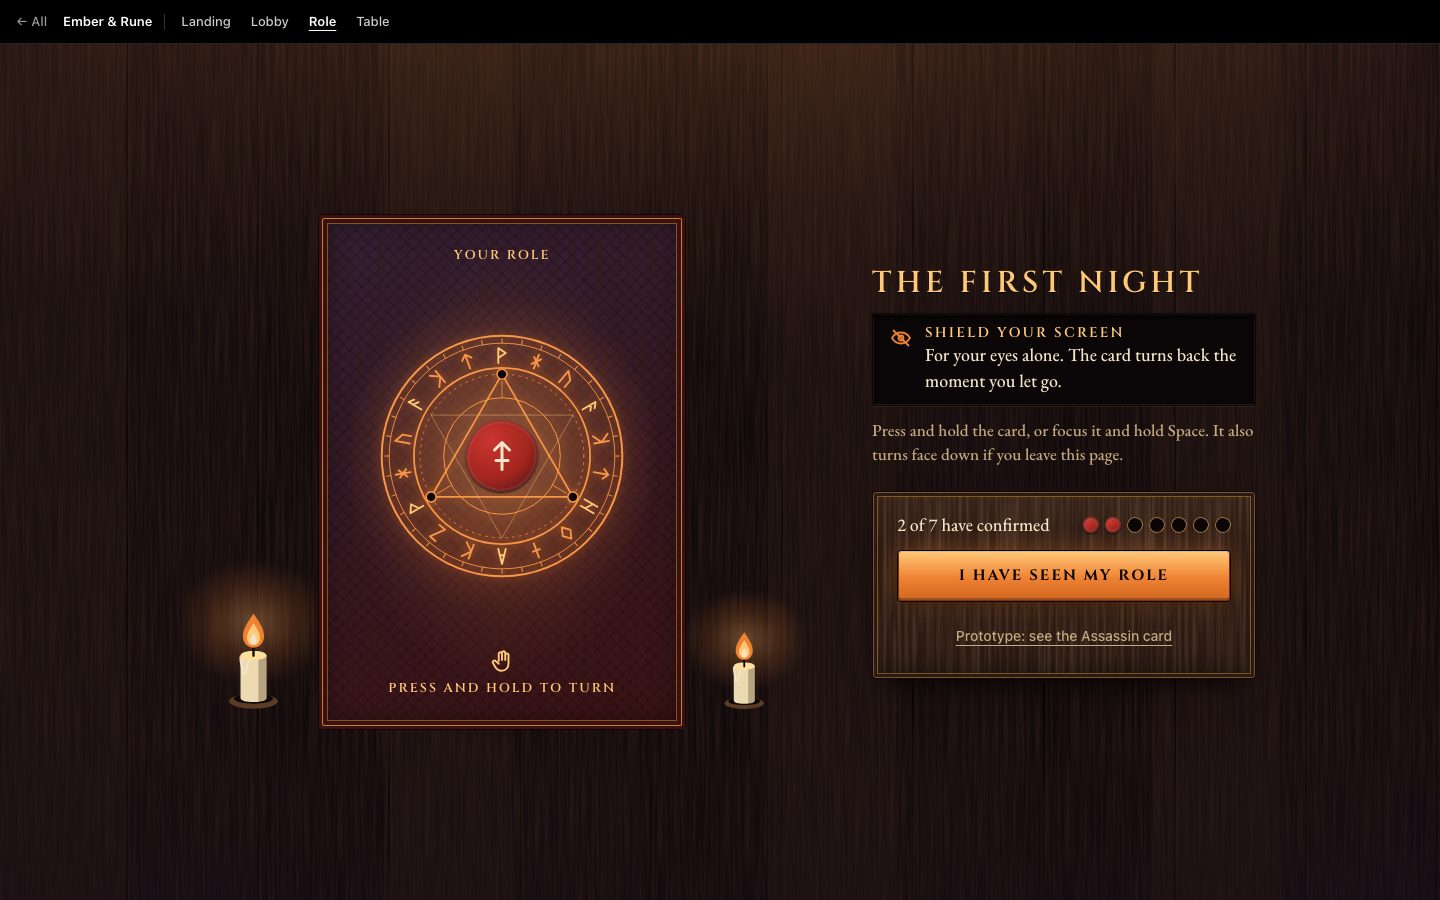 ← All Ember & Rune Landing Lobby Role Table
YOUR ROLE
PRESS AND HOLD TO TURN
THE FIRST NIGHT
SHIELD YOUR SCREEN
For your eyes alone. The card turns back the
moment you let go.
Press and hold the card, or focus it and hold Space. It also
turns face down if you leave this page.
2 of 7 have confirmed
I HAVE SEEN MY ROLE
Prototype: see the Assassin card